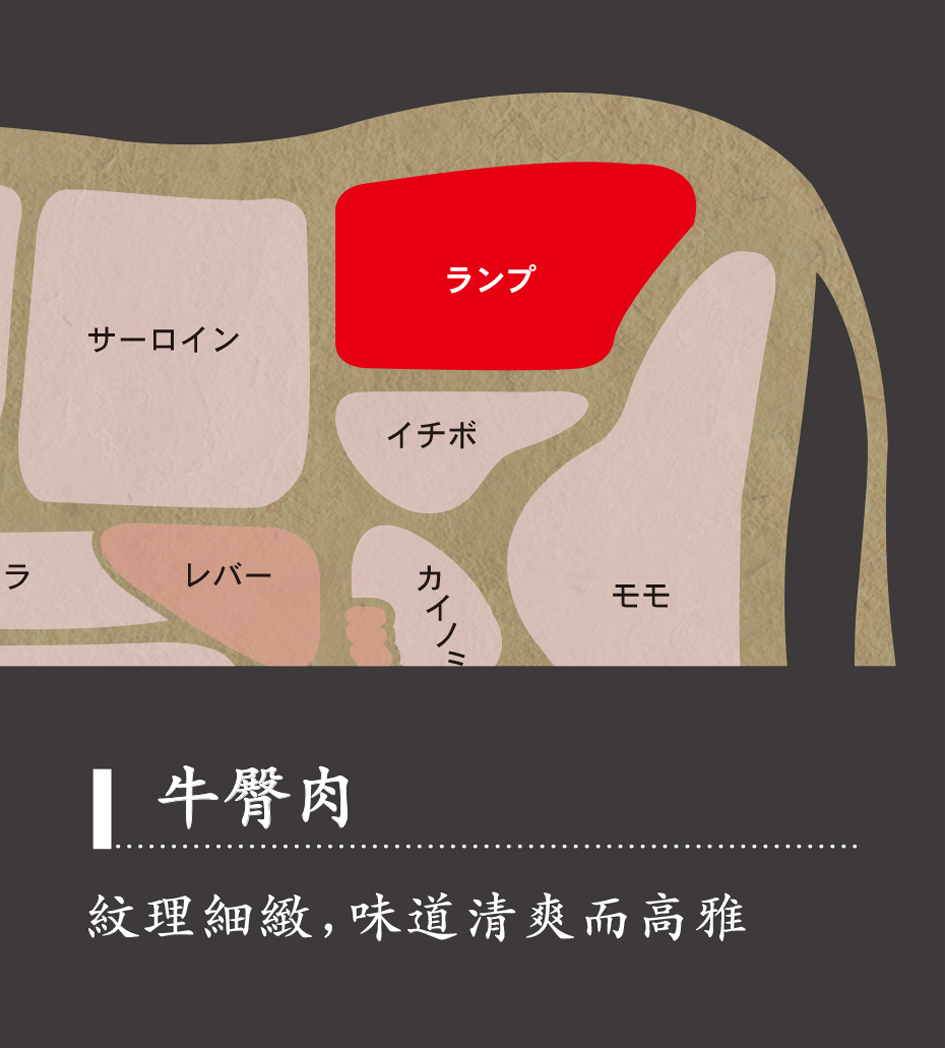 ランプ
サーロイン
イチボ
ラ
レバー
カイノミ
モモ
牛臀肉
紋理細緻,味道清爽而高雅